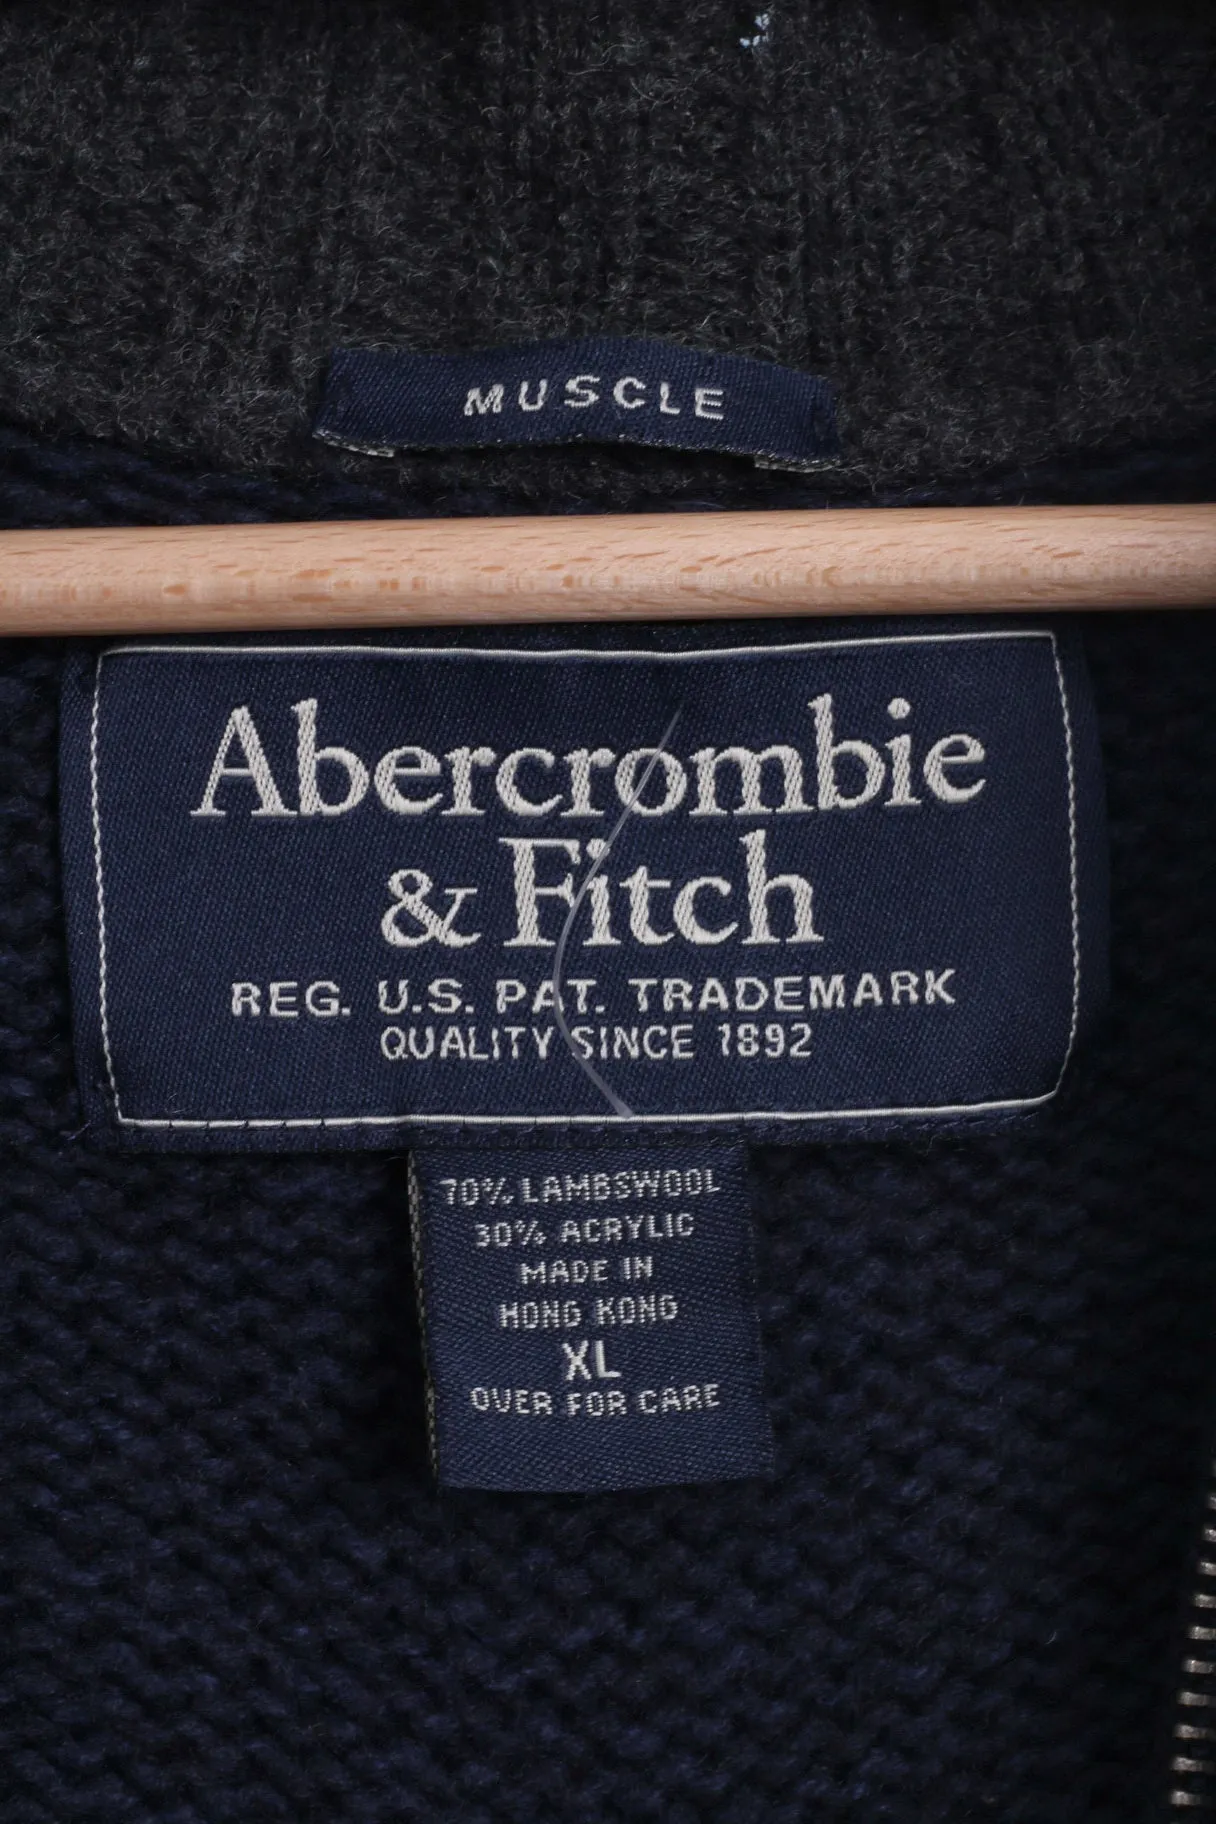 MUSCLE
Abercrombie
& Fitch
REG. U.S. PAT. TRADEMARK
QUALITY SINCE 1892
70% LAMBSWOOL
30% ACRYLIC
MADE IN
HONG KONG
XL
OVER FOR CARE